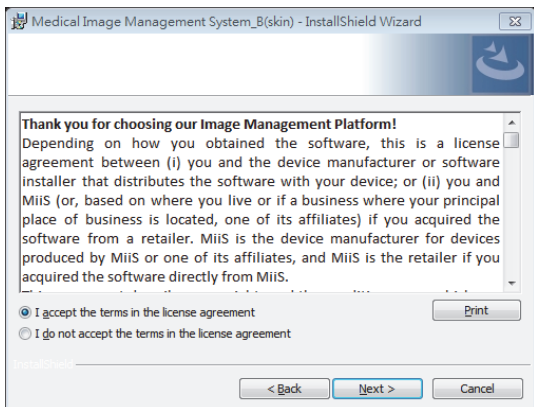 Medical Image Management System_B(skin) - InstallShield Wizard
Thank you for choosing our Image Management Platform!
Depending on how you obtained the software, this is a license
agreement between (i) you and the device manufacturer or software
installer that distributes the software with your device; or (ii) you and
MiiS (or, based on where you live or if a business where your principal
place of business is located, one of its affiliates) if you acquired the
software from a retailer. MiiS is the device manufacturer for devices
produced by MiiS or one of its affiliates, and MiiS is the retailer if you
acquired the software directly from MiiS.
I accept the terms in the license agreement
Print
I do not accept the terms in the license agreement
InstallShield
< Back Next > Cancel